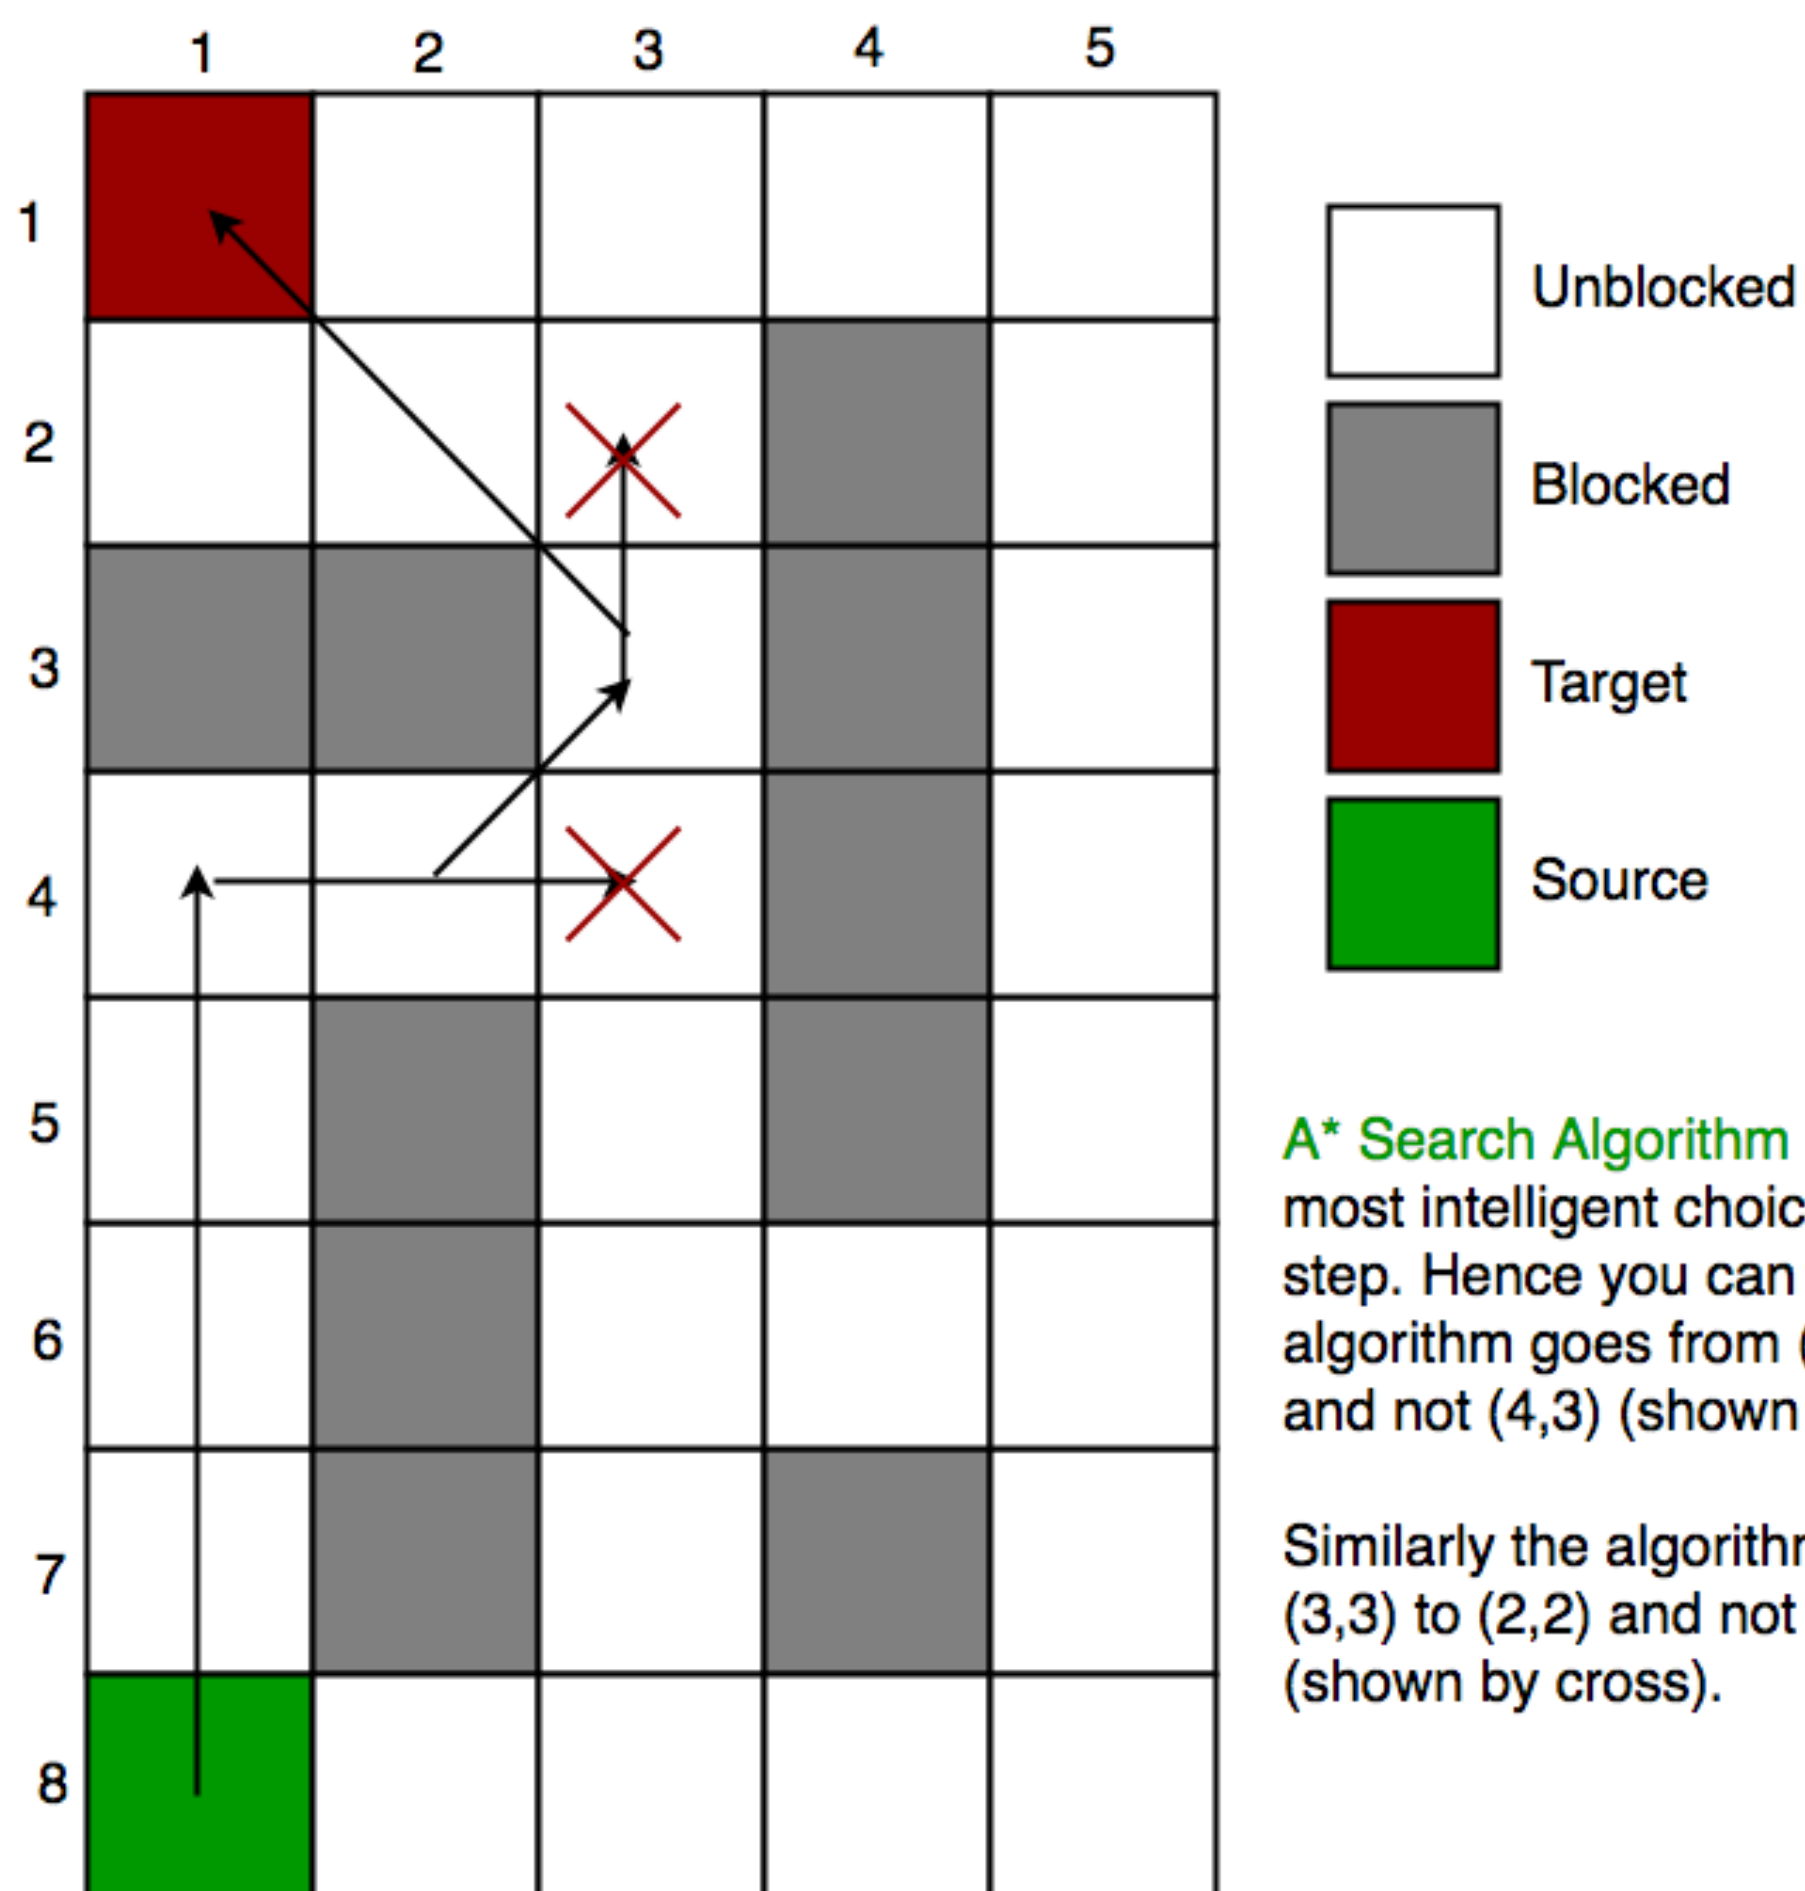 1 2 3 4 5
1
2
3
4
5
6
7
8
Unblocked
Blocked
Target
Source
A* Search Algorithm
most intelligent choic
step. Hence you can
algorithm goes from (
and not (4,3) (shown
Similarly the algorithr
(3,3) to (2,2) and not
(shown by cross).